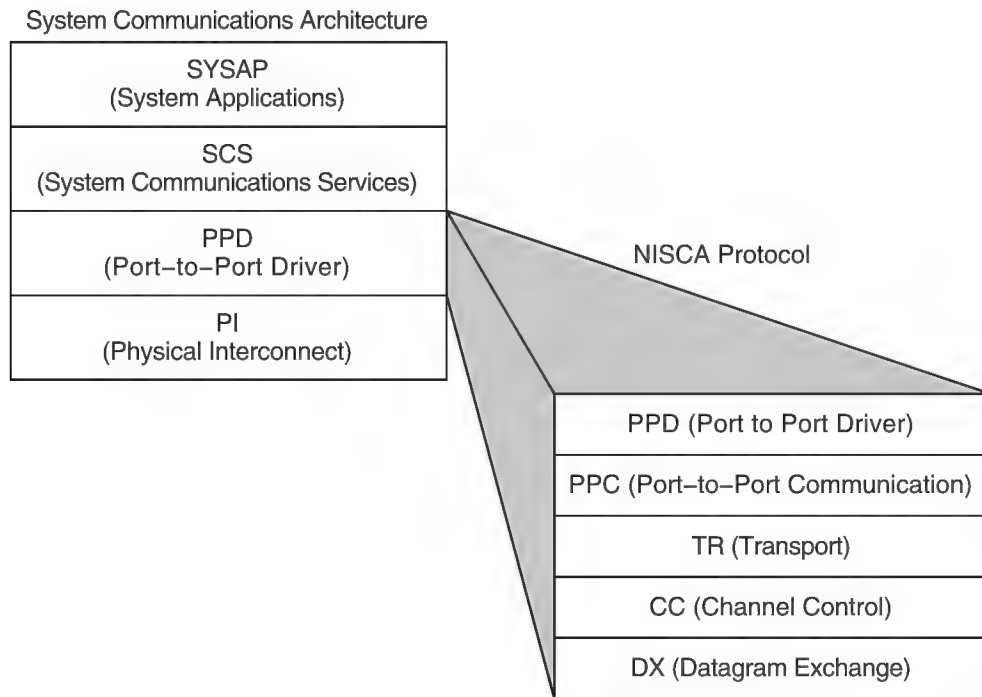 System Communications Architecture
SYSAP
(System Applications)
SCS
(System Communications Services)
PPD
(Port–to–Port Driver)
PI
(Physical Interconnect)
NISCA Protocol
PPD (Port to Port Driver)
PPC (Port–to–Port Communication)
TR (Transport)
CC (Channel Control)
DX (Datagram Exchange)